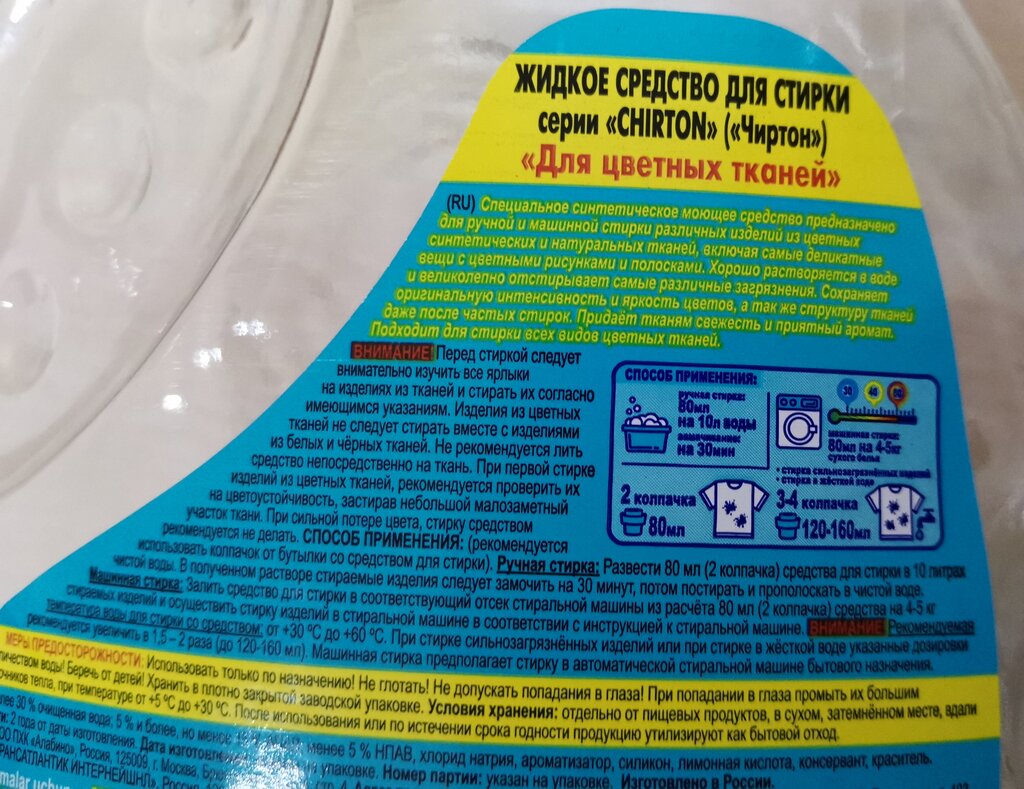 ЖИДКОЕ СРЕДСТВО ДЛЯ СТИРКИ
серии «CHIRTON» («Чиртон»)
«Для цветных тканей»
(RU) Специальное синтетическое моющее средство предназначено
для ручной и машинной стирки различных изделий из цветных
синтетических и натуральных тканей, включая самые деликатные
вещи с цветными рисунками и полосками. Хорошо растворяется в воде
и великолепно отстирывает самые различные загрязнения. Сохраняет
оригинальную интенсивность и яркость цветов, а так же структуру тканей
даже после частых стирок. Придаёт тканям свежесть и приятный аромат.
Подходит для стирки всех видов цветных тканей.
ВНИМАНИЕ! Перед стиркой следует
внимательно изучить все ярлыки
на изделиях из тканей и стирать их согласно
имеющимся указаниям. Изделия из цветных
тканей не следует стирать вместе с изделиями
из белых и чёрных тканей. Не рекомендуется лить
средство непосредственно на ткань. При первой стирке
изделий из цветных тканей, рекомендуется проверить их
на цветоустойчивость, застирав небольшой малозаметный
участок ткани. При сильной потере цвета, стирку средством
рекомендуется не делать. СПОСОБ ПРИМЕНЕНИЯ: (рекомендуется
использовать колпачок от бутылки со средством для стирки). Ручная стирка: Развести 80 мл (2 колпачка) средства для стирки в 10 литрах
чистой воды. В полученном растворе стираемые изделия следует замочить на 30 минут, потом постирать и прополоскать в чистой воде.
Машинная стирка: Залить средство для стирки в соответствующий отсек стиральной машины из расчёта 80 мл (2 колпачка) средства на 4-5 кг
стираемых изделий и осуществить стирку изделий в стиральной машине в соответствии с инструкцией к стиральной машине. ВНИМАНИЕ! Рекомендуемая
температура воды для стирки со средством: от +30 °С до +60 °С. При стирке сильнозагрязнённых изделий или при стирке в жёсткой воде указанные дозировки
рекомендуется увеличить в 1,5 – 2 раза (до 120-160 мл). Машинная стирка предполагает стирку в автоматической стиральной машине бытового назначения.
СПОСОБ ПРИМЕНЕНИЯ:
ручная стирка:
80мл
на 10л воды
замачивание:
на 30мин
30 40 60
машинная стирка:
80мл на 4-5кг
сухого белья
• стирка сильнозагрязнённых изделий
• стирка в жёсткой воде
2 колпачка
80мл
3-4 колпачка
120-160мл
МЕРЫ ПРЕДОСТОРОЖНОСТИ: Использовать только по назначению! Не глотать! Не допускать попадания в глаза! При попадании в глаза промыть их большим
количеством воды! Беречь от детей! Хранить в плотно закрытой заводской упаковке. Условия хранения: отдельно от пищевых продуктов, в сухом, затемнённом месте, вдали
тепла, при температуре от +5 °С до +30 °С. После использования или по истечении срока годности продукцию утилизируют как бытовой отход.
30 % очищенная вода: 5 % и более, но менее менее 5 % НПАВ, хлорид натрия, ароматизатор, силикон, лимонная кислота, консервант, краситель.
2 года от даты изготовления. Дата изготовлен упаковке. Номер партии: указан на упаковке. Изготовлено в России.
ПХК «Алабино», Россия, 125009, г. Москва,
ТРАНСАТЛАНТИК ИНТЕРНЕЙШНЛ», Россия,